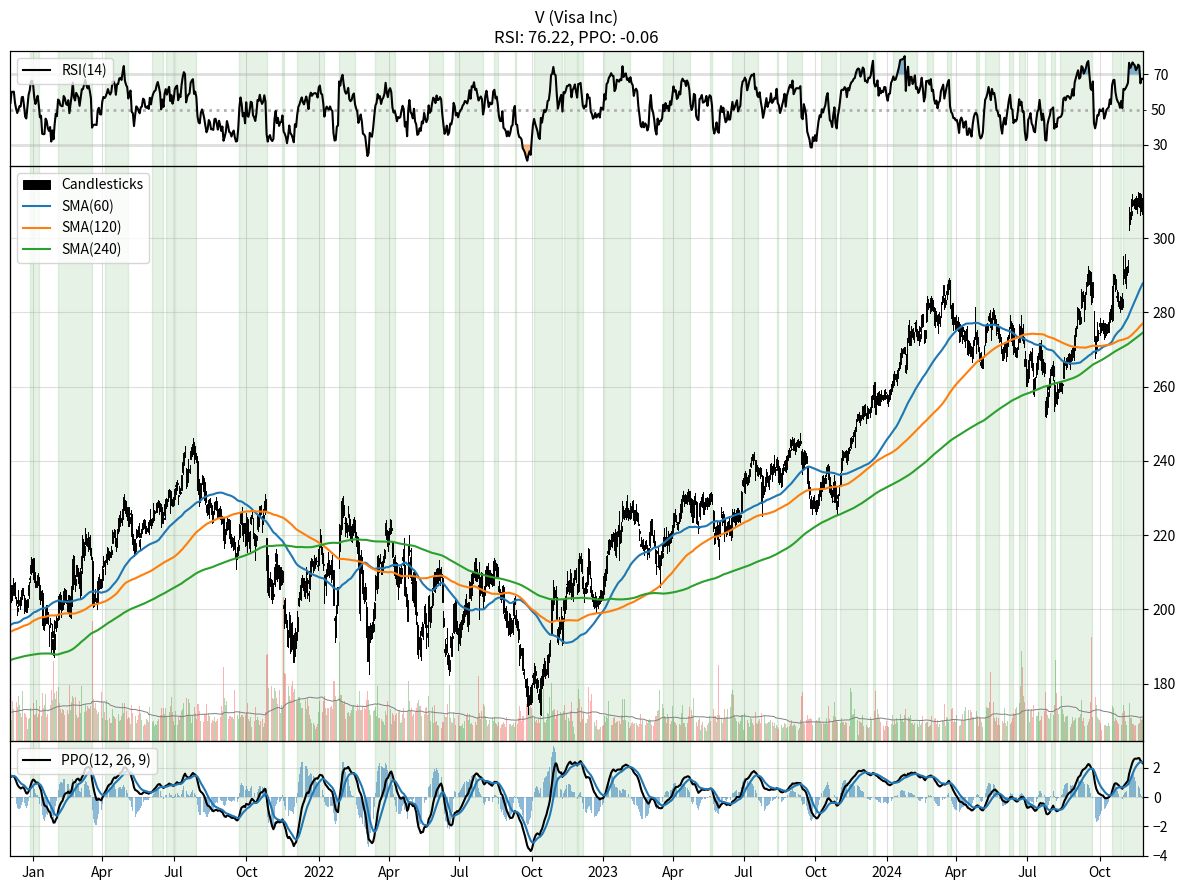 V (Visa Inc)
RSI: 76.22, PPO: -0.06
RSI(14)
70
50
30
Candlesticks
SMA(60)
SMA(120)
SMA(240)
300
280
260
240
220
200
180
PPO(12, 26, 9)
2
0
−2
−4
Jan Apr Jul Oct 2022 Apr Jul Oct 2023 Apr Jul Oct 2024 Apr Jul Oct